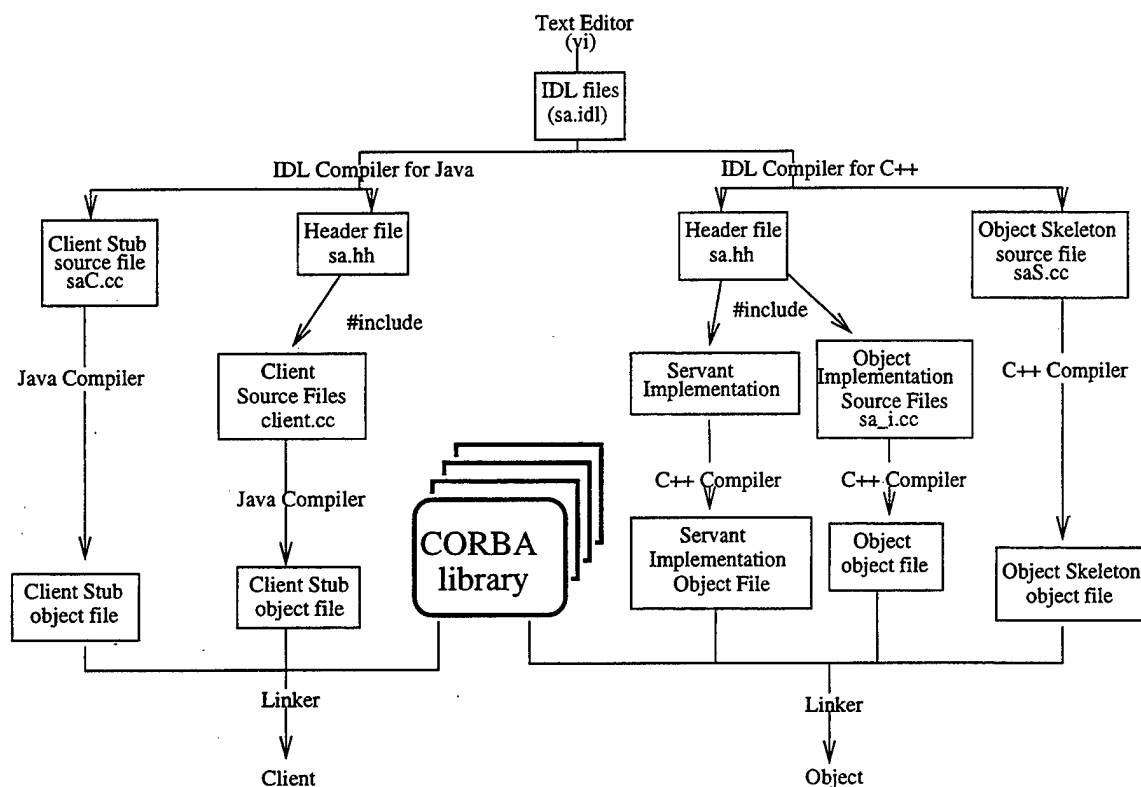 Text Editor
(vi)
IDL files
(sa.idl)
IDL Compiler for Java
IDL Compiler for C++
Client Stub
source file
saC.cc
Header file
sa.hh
Header file
sa.hh
Object Skeleton
source file
saS.cc
#include
#include
Java Compiler
Client
Source Files
client.cc
Servant
Implementation
Object
Implementation
Source Files
sa_i.cc
C++ Compiler
Java Compiler
C++ Compiler
C++ Compiler
CORBA
library
Client Stub
object file
Client Stub
object file
Servant
Implementation
Object File
Object
object file
Object Skeleton
object file
Linker
Linker
Client
Object